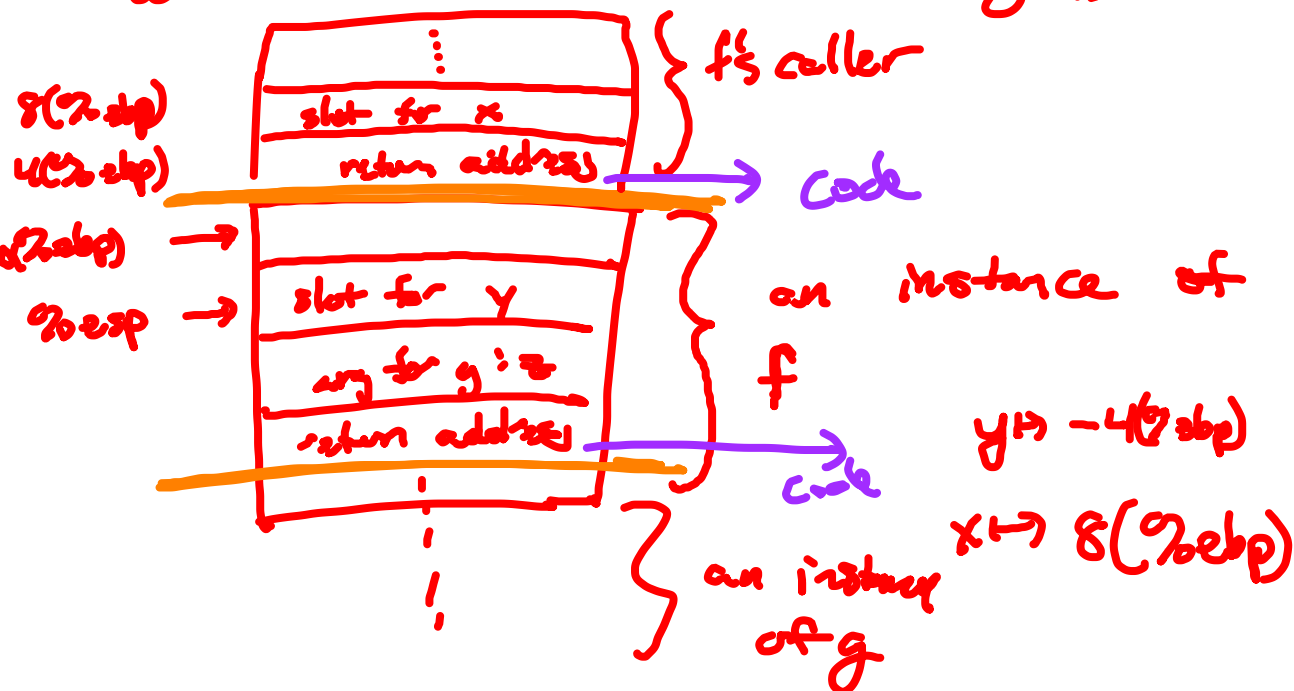 f's caller
8(%ebp)
slot for x
4(%ebp)
return address
code
(%ebp)
slot for y
an instance of
f
%esp
arg for g: z
return address
code
y ↦ -4(%ebp)
x ↦ 8(%ebp)
an instance
of g